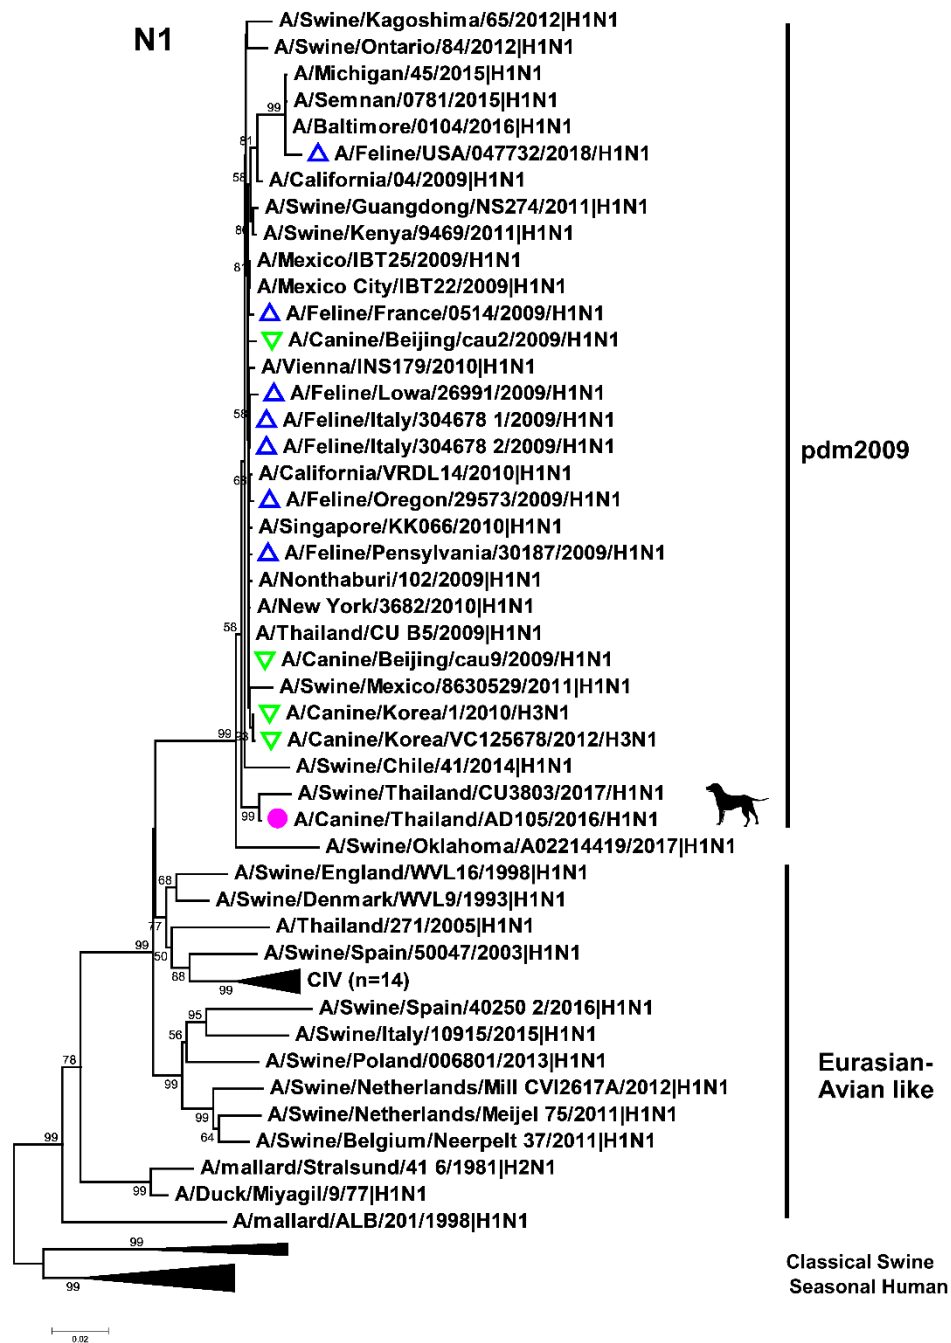 N1
A/Swine/Kagoshima/65/2012|H1N1
A/Swine/Ontario/84/2012|H1N1
A/Michigan/45/2015|H1N1
A/Semnan/0781/2015|H1N1
99
A/Baltimore/0104/2016|H1N1
81
A/Feline/USA/047732/2018/H1N1
58
A/California/04/2009|H1N1
A/Swine/Guangdong/NS274/2011|H1N1
A/Swine/Kenya/9469/2011|H1N1
A/Mexico/IBT25/2009|H1N1
81
A/Mexico City/IBT22/2009|H1N1
A/Feline/France/0514/2009/H1N1
A/Canine/Beijing/cau2/2009/H1N1
A/Vienna/INS179/2010|H1N1
A/Feline/Lowa/26991/2009/H1N1
58
A/Feline/Italy/304678 1/2009/H1N1
A/Feline/Italy/304678 2/2009/H1N1
pdm2009
A/California/VRDL14/2010|H1N1
63
A/Feline/Oregon/29573/2009/H1N1
A/Singapore/KK066/2010|H1N1
A/Feline/Pensylvania/30187/2009/H1N1
A/Nonthaburi/102/2009|H1N1
A/New York/3682/2010|H1N1
58
A/Thailand/CU B5/2009|H1N1
A/Canine/Beijing/cau9/2009/H1N1
A/Swine/Mexico/8630529/2011|H1N1
A/Canine/Korea/1/2010/H3N1
99
A/Canine/Korea/VC125678/2012/H3N1
A/Swine/Chile/41/2014|H1N1
A/Swine/Thailand/CU3803/2017/H1N1
99
A/Canine/Thailand/AD105/2016/H1N1
A/Swine/Oklahoma/A02214419/2017|H1N1
A/Swine/England/WVL16/1998|H1N1
68
A/Swine/Denmark/WVL9/1993|H1N1
77
A/Thailand/271/2005|H1N1
99
50
A/Swine/Spain/50047/2003|H1N1
88
99
CIV (n=14)
A/Swine/Spain/40250 2/2016|H1N1
95
56
A/Swine/Italy/10915/2015|H1N1
78
A/Swine/Poland/006801/2013|H1N1
Eurasian-
Avian like
99
A/Swine/Netherlands/Mill CVI2617A/2012|H1N1
99
A/Swine/Netherlands/Meijel 75/2011|H1N1
64
99
A/Swine/Belgium/Neerpelt 37/2011|H1N1
A/mallard/Stralsund/41 6/1981|H2N1
99
A/Duck/Miyagil/9/77|H1N1
A/mallard/ALB/201/1998|H1N1
99
Classical Swine
99
Seasonal Human
0.02